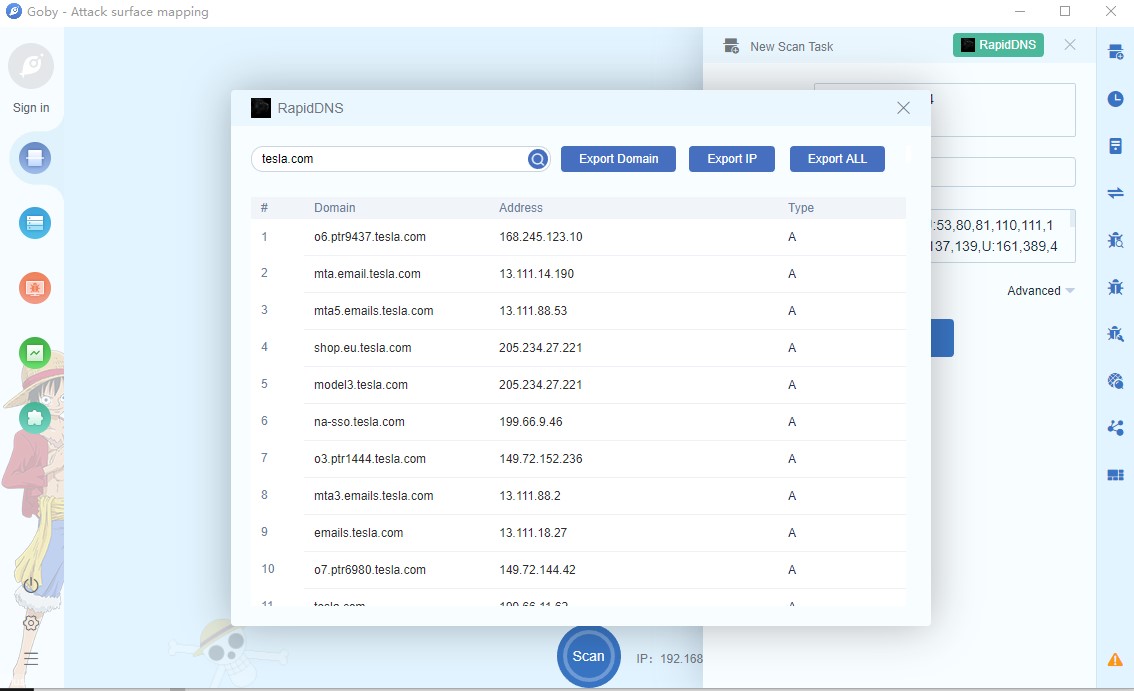 Goby - Attack surface mapping
New Scan Task
RapidDNS
Sign in
4
RapidDNS
tesla.com
Export Domain
Export IP
Export ALL
# Domain Address Type
1 o6.ptr9437.tesla.com 168.245.123.10 A
2 mta.email.tesla.com 13.111.14.190 A
3 mta5.emails.tesla.com 13.111.88.53 A
4 shop.eu.tesla.com 205.234.27.221 A
5 model3.tesla.com 205.234.27.221 A
6 na-sso.tesla.com 199.66.9.46 A
7 o3.ptr1444.tesla.com 149.72.152.236 A
8 mta3.emails.tesla.com 13.111.88.2 A
9 emails.tesla.com 13.111.18.27 A
10 o7.ptr6980.tesla.com 149.72.144.42 A
11 tesla.com 199.66.11.62 A
:53,80,81,110,111,1
137,139,U:161,389,4
Advanced
Scan
IP: 192.168